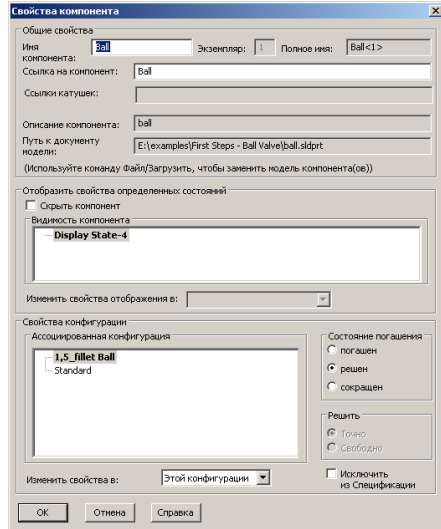 Свойства компонента
Общие свойства
Имя компонента: Ball Экземпляр: 1 Полное имя: Ball<1>
Ссылка на компонент: Ball
Ссылки катушек:
Описание компонента: ball
Путь к документу модели: E:\examples\First Steps - Ball Valve\ball.sldprt
(Используйте команду Файл/Загрузить, чтобы заменить модель компонента(ов))
Отобразить свойства определенных состояний
Скрыть компонент
Видимость компонента
Display State-4
Изменить свойства отображения в:
Свойства конфигурации
Ассоциированная конфигурация
1,5_fillet Ball
Standard
Изменить свойства в: Этой конфигурации
Состояние погашения
погашен
решен
сокращен
Решить
Точно
Свободно
Исключить
из Спецификации
OK Отмена Справка